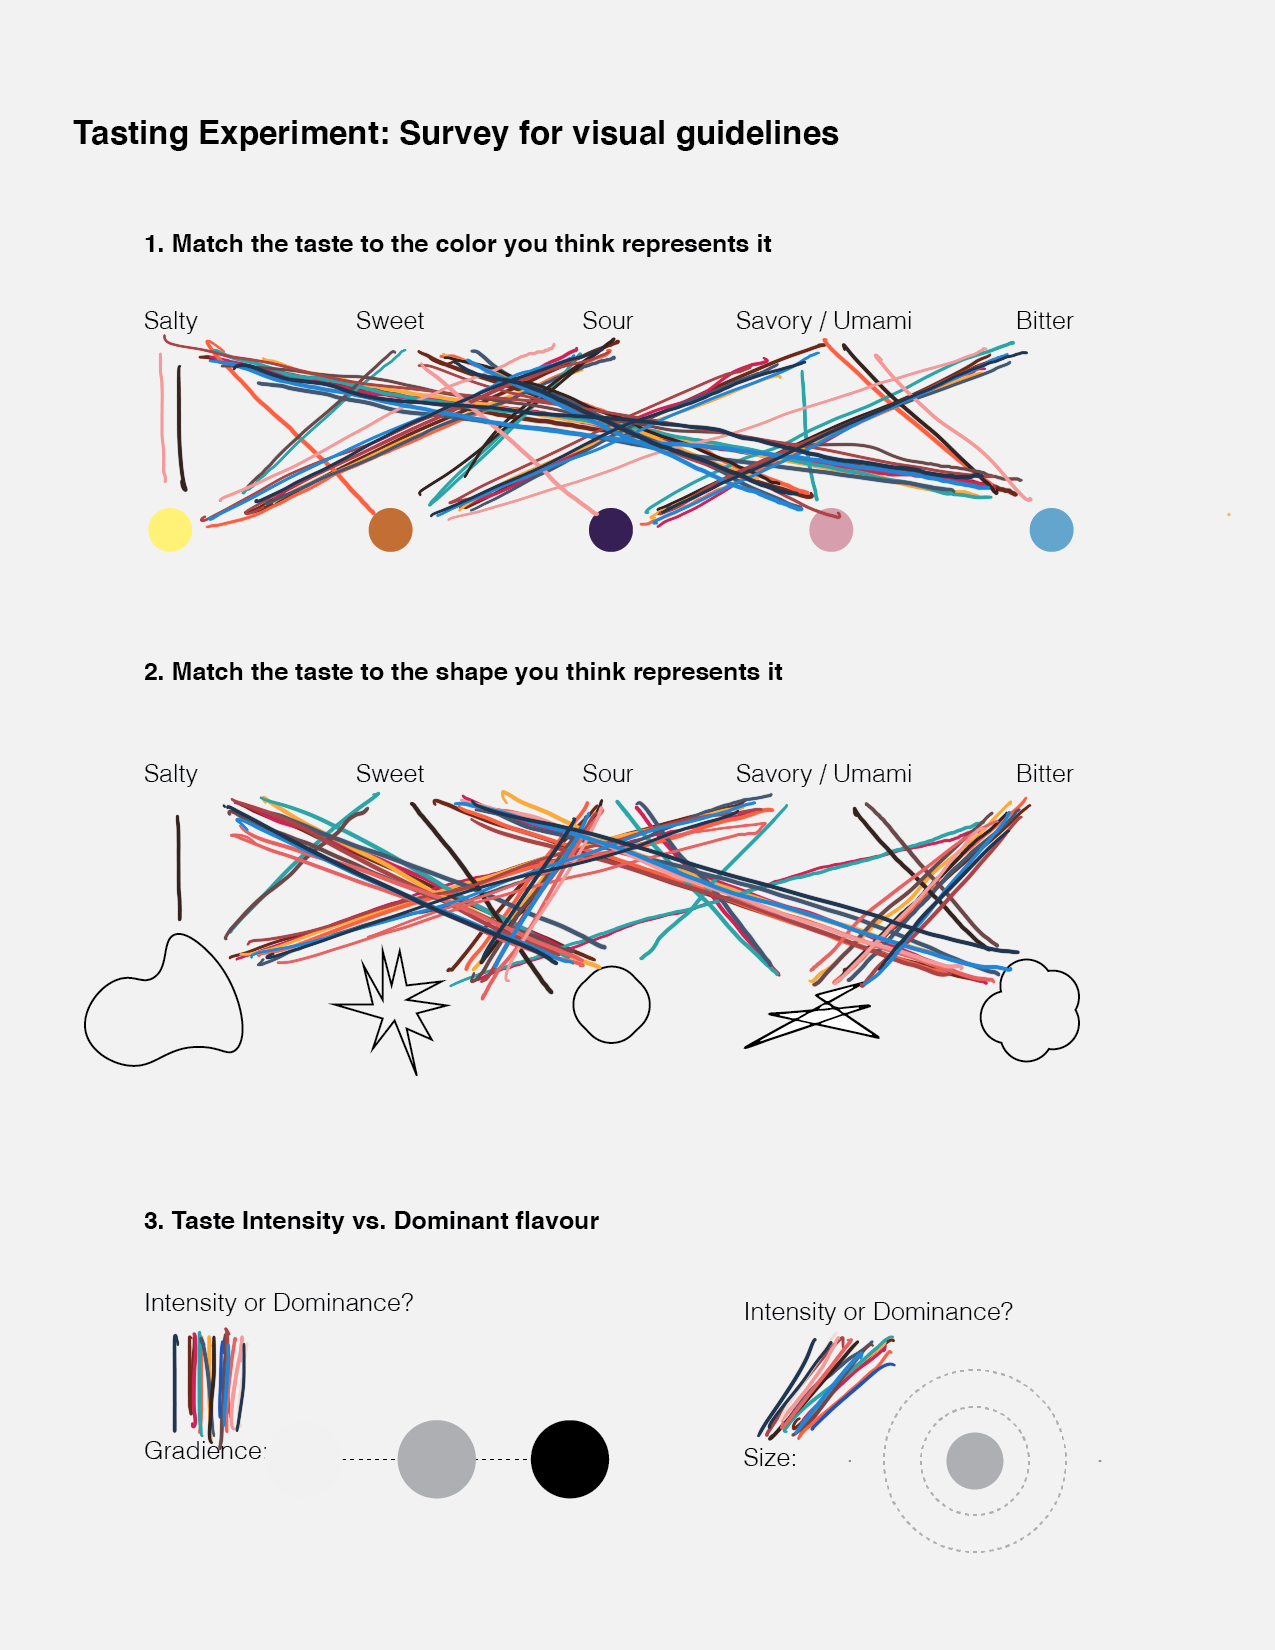 Tasting Experiment: Survey for visual guidelines
1. Match the taste to the color you think represents it
Salty Sweet Sour Savory / Umami Bitter
2. Match the taste to the shape you think represents it
Salty Sweet Sour Savory / Umami Bitter
3. Taste Intensity vs. Dominant flavour
Intensity or Dominance?
Intensity or Dominance?
Gradience:
Size: